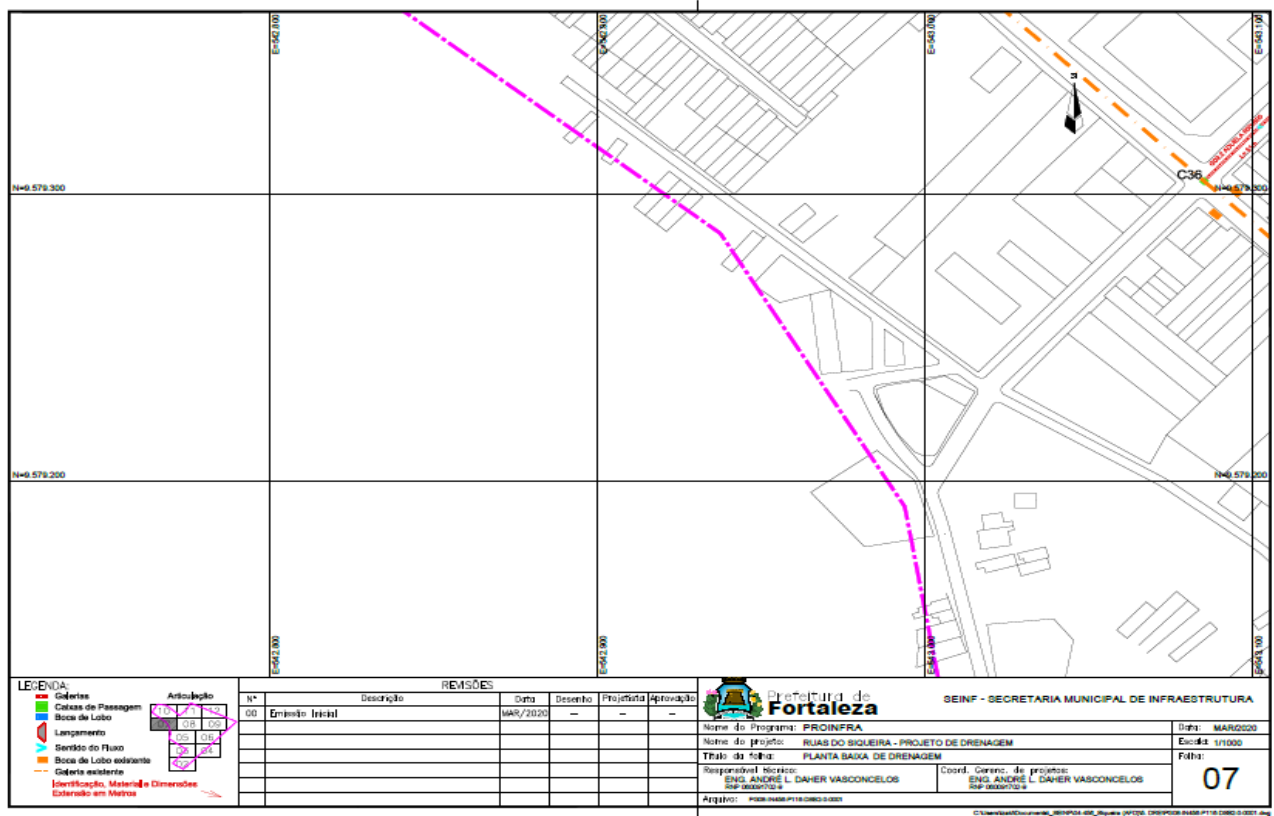 E=542.800
E=542.900
E=543.000
E=543.100
N
C36
N=9.579.300
N=9.579.300
N=9.579.200
N=9.579.200
E=542.800
E=542.900
E=543.000
E=543.100
LEGENDA:
Galerias
Caixas de Passagem
Boca de Lobo
Lançamento
Sentido do Fluxo
Boca de Lobo existente
Galeria existente
Identificação, Material e Dimensões
Extensão em Metros
Articulação
10 11 12
07 08 09
05 06
03 04
REVISÕES
N° Descrição Data Desenho Projetista Aprovação
00 Emissão Inicial MAR/2020 – – –
Prefeitura de
Fortaleza
SEINF - SECRETARIA MUNICIPAL DE INFRAESTRUTURA
Nome do Programa: PROINFRA
Data: MAR/2020
Nome do projeto: RUAS DO SIQUEIRA - PROJETO DE DRENAGEM
Escala: 1/1000
Título da folha: PLANTA BAIXA DE DRENAGEM
Folha:
07
Responsável técnico:
ENG. ANDRÉ L. DAHER VASCONCELOS
Coord. Gerenc. de projetos:
ENG. ANDRÉ L. DAHER VASCONCELOS
Arquivo: